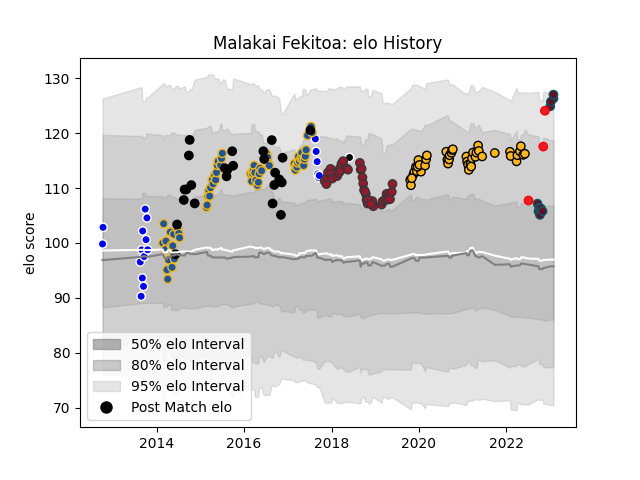 Malakai Fekitoa: elo History
elo score
130
120
110
100
90
80
70
50% elo Interval
80% elo Interval
95% elo Interval
Post Match elo
2014
2016
2018
2020
2022